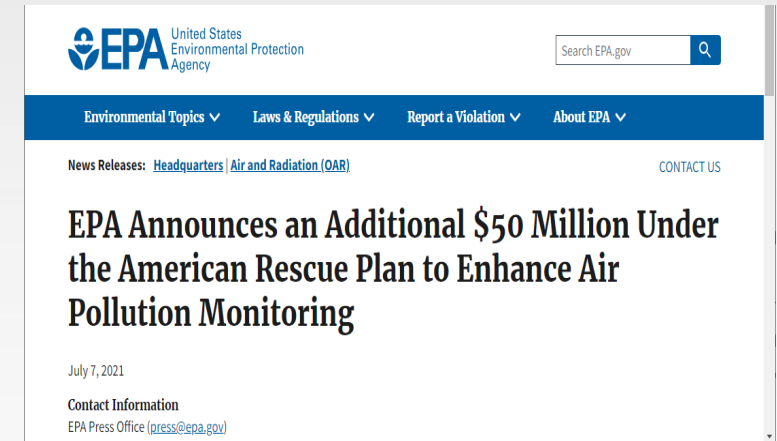 EPA United States
Environmental Protection
Agency
Search EPA.gov
Environmental Topics Laws & Regulations Report a Violation About EPA
News Releases: Headquarters | Air and Radiation (OAR) CONTACT US
EPA Announces an Additional $50 Million Under
the American Rescue Plan to Enhance Air
Pollution Monitoring
July 7, 2021
Contact Information
EPA Press Office (press@epa.gov)